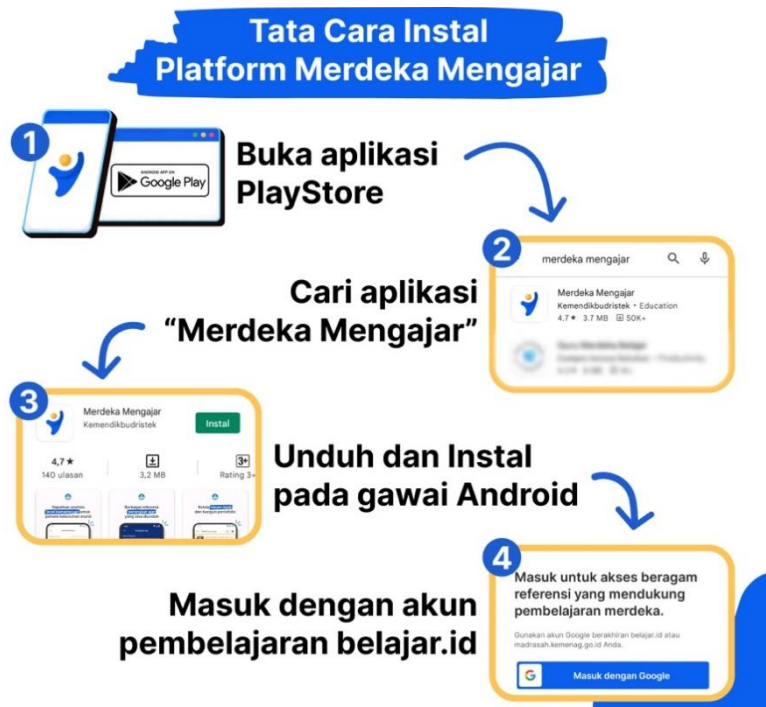 Tata Cara Instal
Platform Merdeka Mengajar
1
ANDROID APP ON
Google Play
Buka aplikasi
PlayStore
2
merdeka mengajar
Merdeka Mengajar
Kemendikbudristek • Education
4.7 ★ 3.7 MB 50K+
Cari aplikasi
“Merdeka Mengajar”
3
Merdeka Mengajar
Kemendikbudristek
Instal
4,7 ★
140 ulasan
3,2 MB
3+
Rating 3+
Unduh dan Instal
pada gawai Android
4
Masuk untuk akses beragam
referensi yang mendukung
pembelajaran merdeka.
Gunakan akun Google berakhiran belajar.id atau
madrasah.kemenag.go.id Anda.
G
Masuk dengan Google
Masuk dengan akun
pembelajaran belajar.id